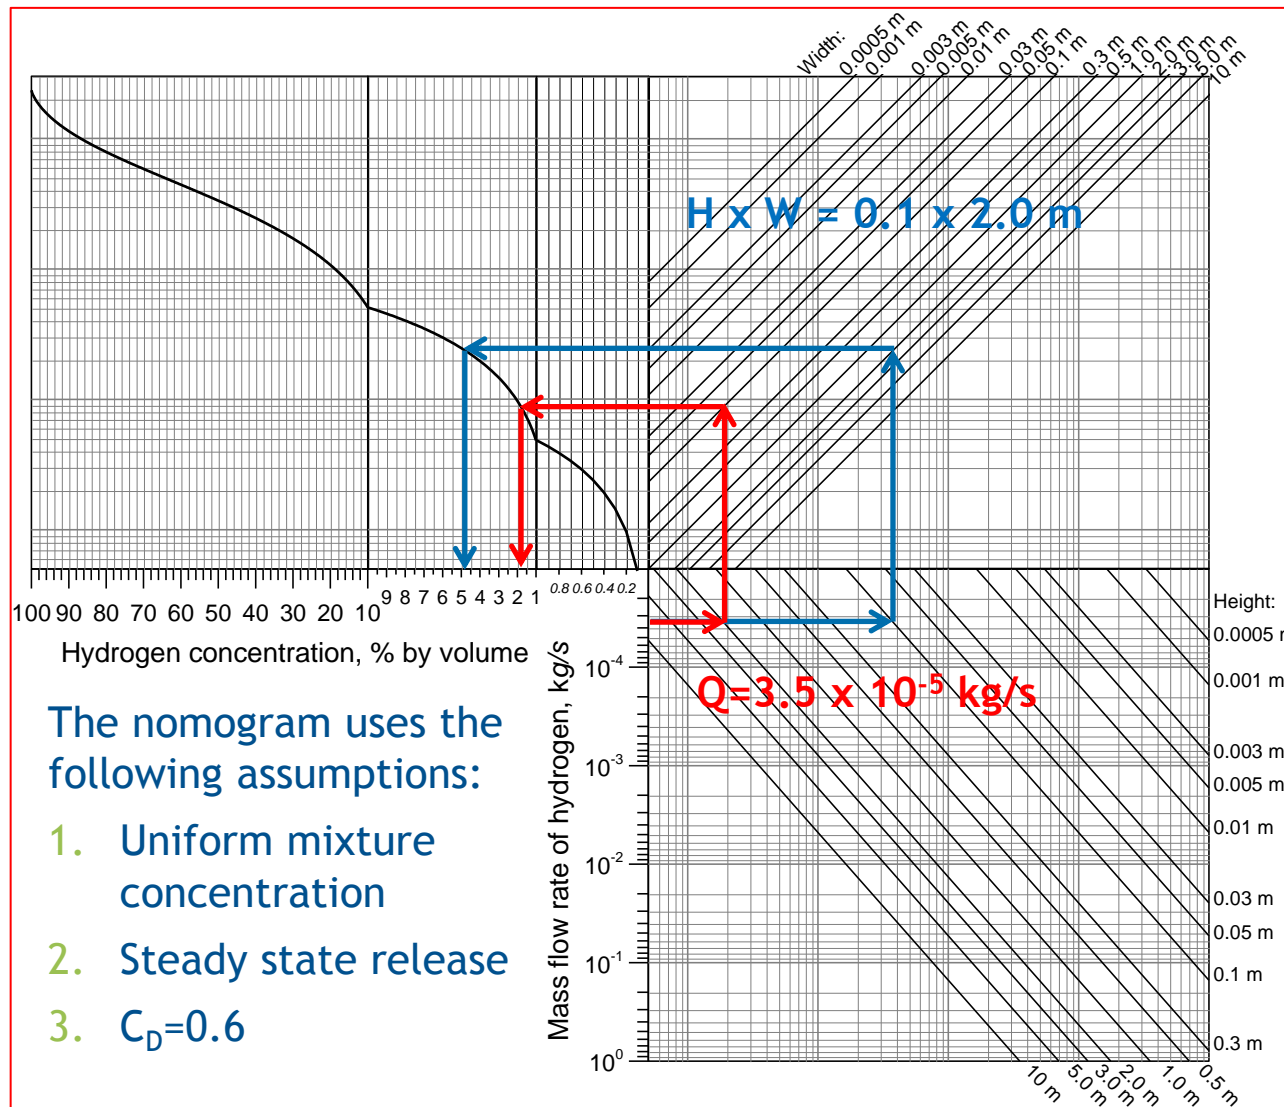 Width: 0.0005 m 0.001 m 0.003 m 0.005 m 0.01 m 0.03 m 0.05 m 0.1 m 0.3 m 0.5 m 1.0 m 2.0 m 3.0 m 5.0 m 10 m
H x W = 0.1 x 2.0 m
100 90 80 70 60 50 40 30 20 10 9 8 7 6 5 4 3 2 1 0.8 0.6 0.4 0.2
Hydrogen concentration, % by volume
Height:
0.0005 m
0.001 m
0.003 m
0.005 m
0.01 m
0.03 m
0.05 m
0.1 m
0.3 m
10 m 5.0 m 3.0 m 2.0 m 1.0 m 0.5 m
Mass flow rate of hydrogen, kg/s
10⁻⁴
10⁻³
10⁻²
10⁻¹
10⁰
Q=3.5 x 10⁻⁵ kg/s
The nomogram uses the
following assumptions:
1. Uniform mixture
concentration
2. Steady state release
3. C_D=0.6